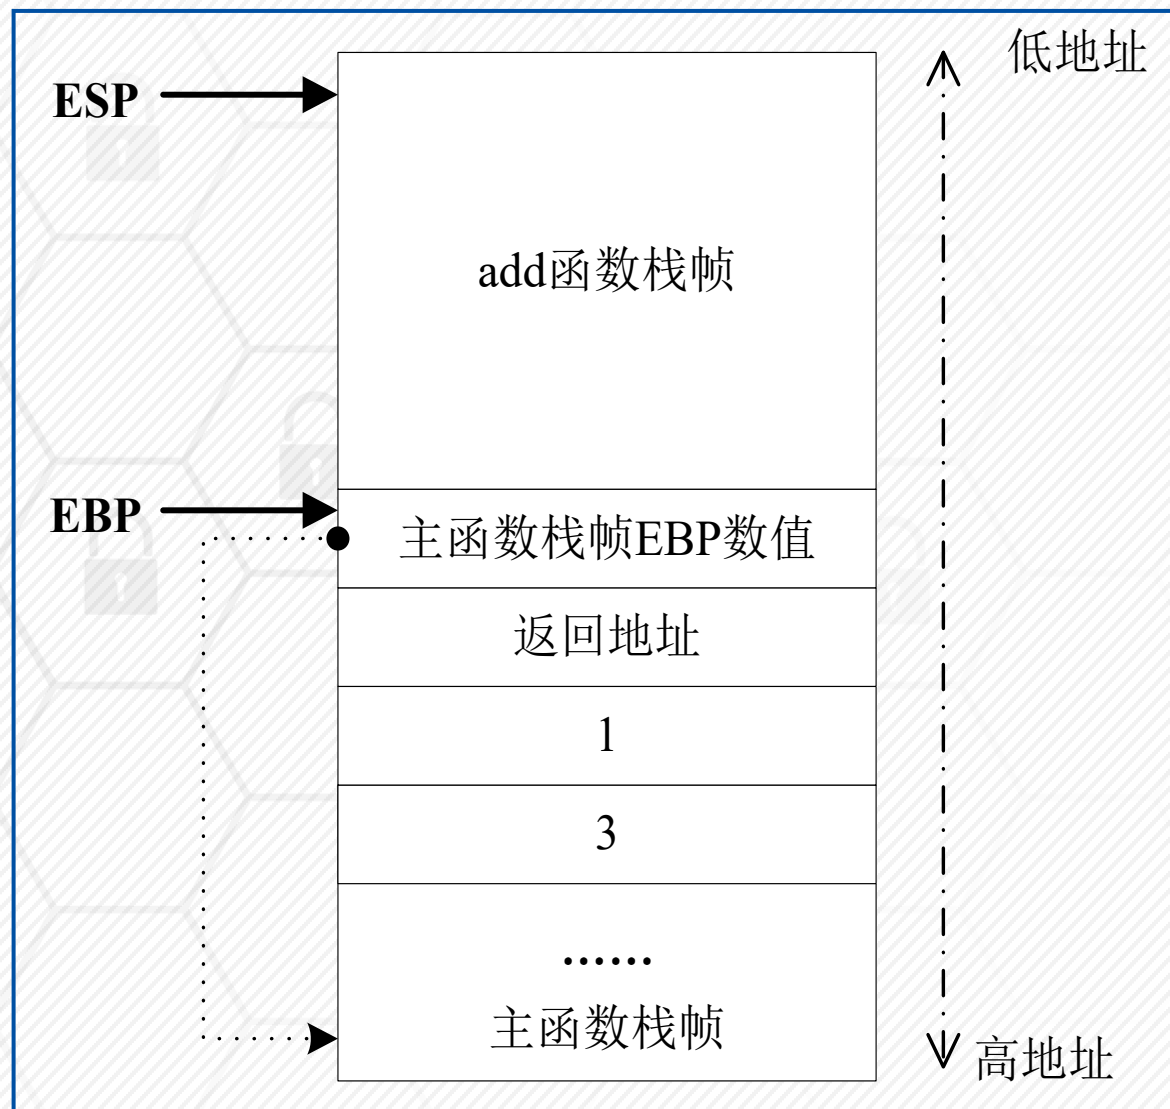 低地址
ESP
add函数栈帧
EBP
主函数栈帧EBP数值
返回地址
1
3
......
主函数栈帧
高地址